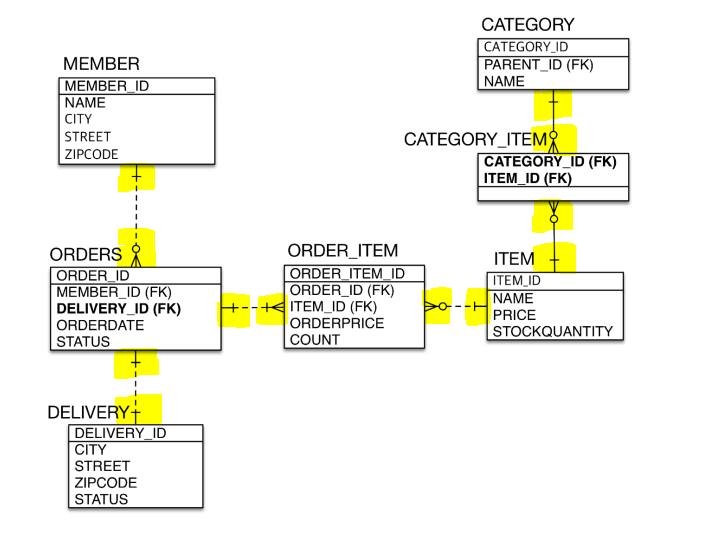 CATEGORY
CATEGORY_ID
PARENT_ID (FK)
NAME
MEMBER
MEMBER_ID
NAME
CITY
STREET
ZIPCODE
CATEGORY_ITEM
CATEGORY_ID (FK)
ITEM_ID (FK)
ORDERS
ORDER_ID
MEMBER_ID (FK)
DELIVERY_ID (FK)
ORDERDATE
STATUS
ORDER_ITEM
ORDER_ITEM_ID
ORDER_ID (FK)
ITEM_ID (FK)
ORDERPRICE
COUNT
ITEM
ITEM_ID
NAME
PRICE
STOCKQUANTITY
DELIVERY
DELIVERY_ID
CITY
STREET
ZIPCODE
STATUS